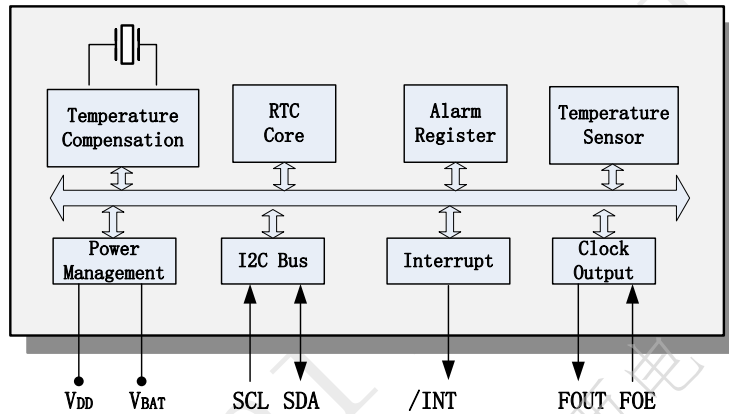 Temperature
Compensation
RTC
Core
Alarm
Register
Temperature
Sensor
Power
Management
I2C Bus
Interrupt
Clock
Output
VDD VBAT SCL SDA /INT FOUT FOE